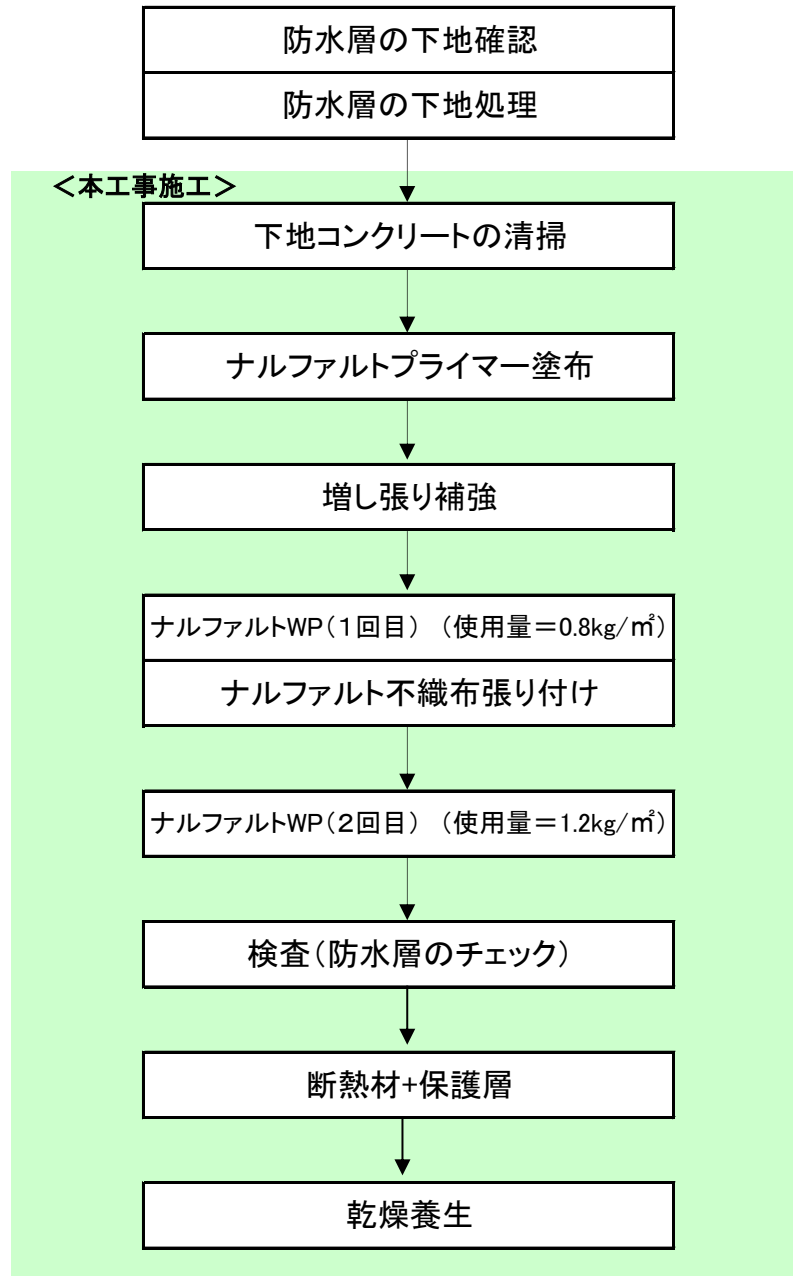 防水層の下地確認
防水層の下地処理
＜本工事施工＞
下地コンクリートの清掃
ナルファルトプライマー塗布
増し張り補強
ナルファルトWP（１回目）　（使用量＝0.8kg/㎡）
ナルファルト不織布張り付け
ナルファルトWP（２回目）　（使用量＝1.2kg/㎡）
検査（防水層のチェック）
断熱材+保護層
乾燥養生